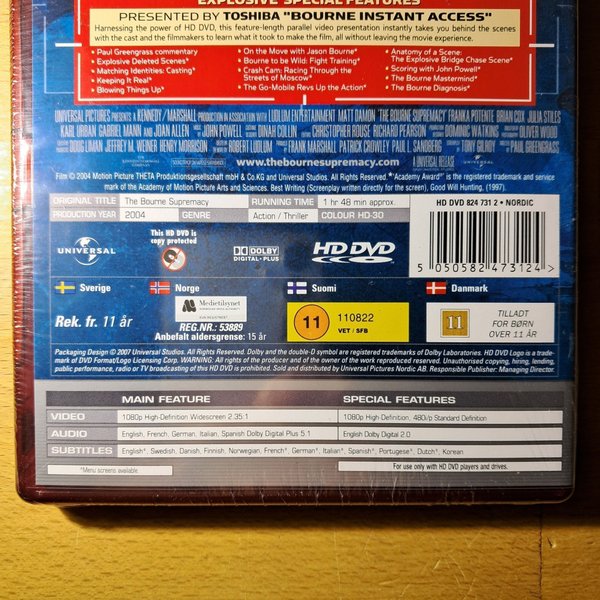 EXPLOSIVE SPECIAL FEATURES
PRESENTED BY TOSHIBA "BOURNE INSTANT ACCESS"
Harnessing the power of HD DVD, this feature-length parallel video presentation instantly takes you behind the scenes
with the cast and the filmmakers to learn what it took to make the film, all without leaving the movie experience.
• Paul Greengrass commentary
• Explosive Deleted Scenes*
• Matching Identities: Casting*
• Keeping It Real*
• Blowing Things Up*
• On the Move with Jason Bourne*
• Bourne to be Wild: Fight Training*
• Crash Cam: Racing Through the
Streets of Moscow*
• The Go-Mobile Revs Up the Action*
• Anatomy of a Scene:
The Explosive Bridge Chase Scene*
• Scoring with John Powell*
• The Bourne Mastermind*
• The Bourne Diagnosis*
UNIVERSAL PICTURES PRESENTS A KENNEDY/MARSHALL PRODUCTION IN ASSOCIATION WITH LUDLUM ENTERTAINMENT MATT DAMON "THE BOURNE SUPREMACY" FRANKA POTENTE BRIAN COX JULIA STILES
KARL URBAN GABRIEL MANN AND JOAN ALLEN MUSIC BY JOHN POWELL DINAH COLLIN CHRISTOPHER ROUSE RICHARD PEARSON DOMINIC WATKINS OLIVER WOOD
DOUG LIMAN JEFFREY M. WEINER HENRY MORRISON ROBERT LUDLUM FRANK MARSHALL PATRICK CROWLEY PAUL L. SANDBERG TONY GILROY PAUL GREENGRASS
www.thebournesupremacy.com
A UNIVERSAL RELEASE
Film © 2004 Motion Picture THETA Produktionsgesellschaft mbH & Co.KG and Universal Studios. All Rights Reserved. "Academy Award"® is the registered trademark and service
mark of the Academy of Motion Picture Arts and Sciences. Best Writing (Screenplay written directly for the screen), Good Will Hunting, (1997).
ORIGINAL TITLE The Bourne Supremacy RUNNING TIME 1 hr 48 min approx.
PRODUCTION YEAR 2004 GENRE Action / Thriller COLOUR HD-30
HD DVD 824 731 2 • NORDIC
5 050582 473124 >
UNIVERSAL
This HD DVD is
copy protected
DOLBY
DIGITAL-PLUS
HD DVD
Sverige
Norge
Suomi
Danmark
Rek. fr. 11 år
Medietilsynet
REG.NR.: 53889
Anbefalt aldersgrense: 15 år
11
110822
VET / SFB
11
TILLADT
FOR BØRN
OVER 11 ÅR
Packaging Design © 2007 Universal Studios. All Rights Reserved. Dolby and the double-D symbol are registered trademarks of Dolby Laboratories. HD DVD Logo is a trade-
mark of DVD Format/Logo Licensing Corp. WARNING. All rights of the producer and of the owner of the work reproduced reserved. Unauthorised copying, hiring, lending,
public performance, radio or TV broadcasting of this HD DVD is prohibited. Sold and distributed by Universal Pictures Nordic AB. Responsible Publisher: Managing Director.
MAIN FEATURE SPECIAL FEATURES
VIDEO 1080p High-Definition Widescreen 2.35:1 1080p High Definition, 480i/p Standard Definition
AUDIO English, French, German, Italian, Spanish Dolby Digital Plus 5.1 English Dolby Digital 2.0
SUBTITLES English*, Swedish, Danish, Finnish, Norwegian, French*, German*, Italian*, Spanish*, Portugese*, Dutch*, Korean
*Menu screens available
For use only with HD DVD players and drives.